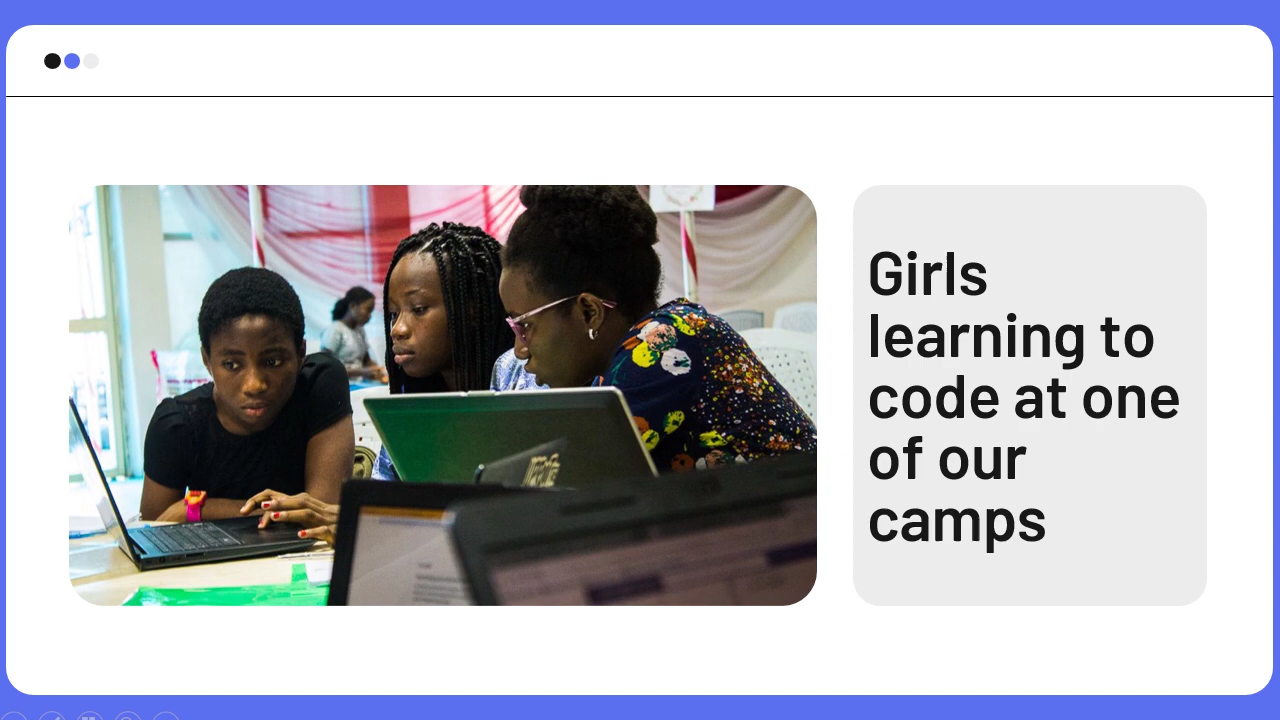 Girls
learning to
code at one
of our
camps